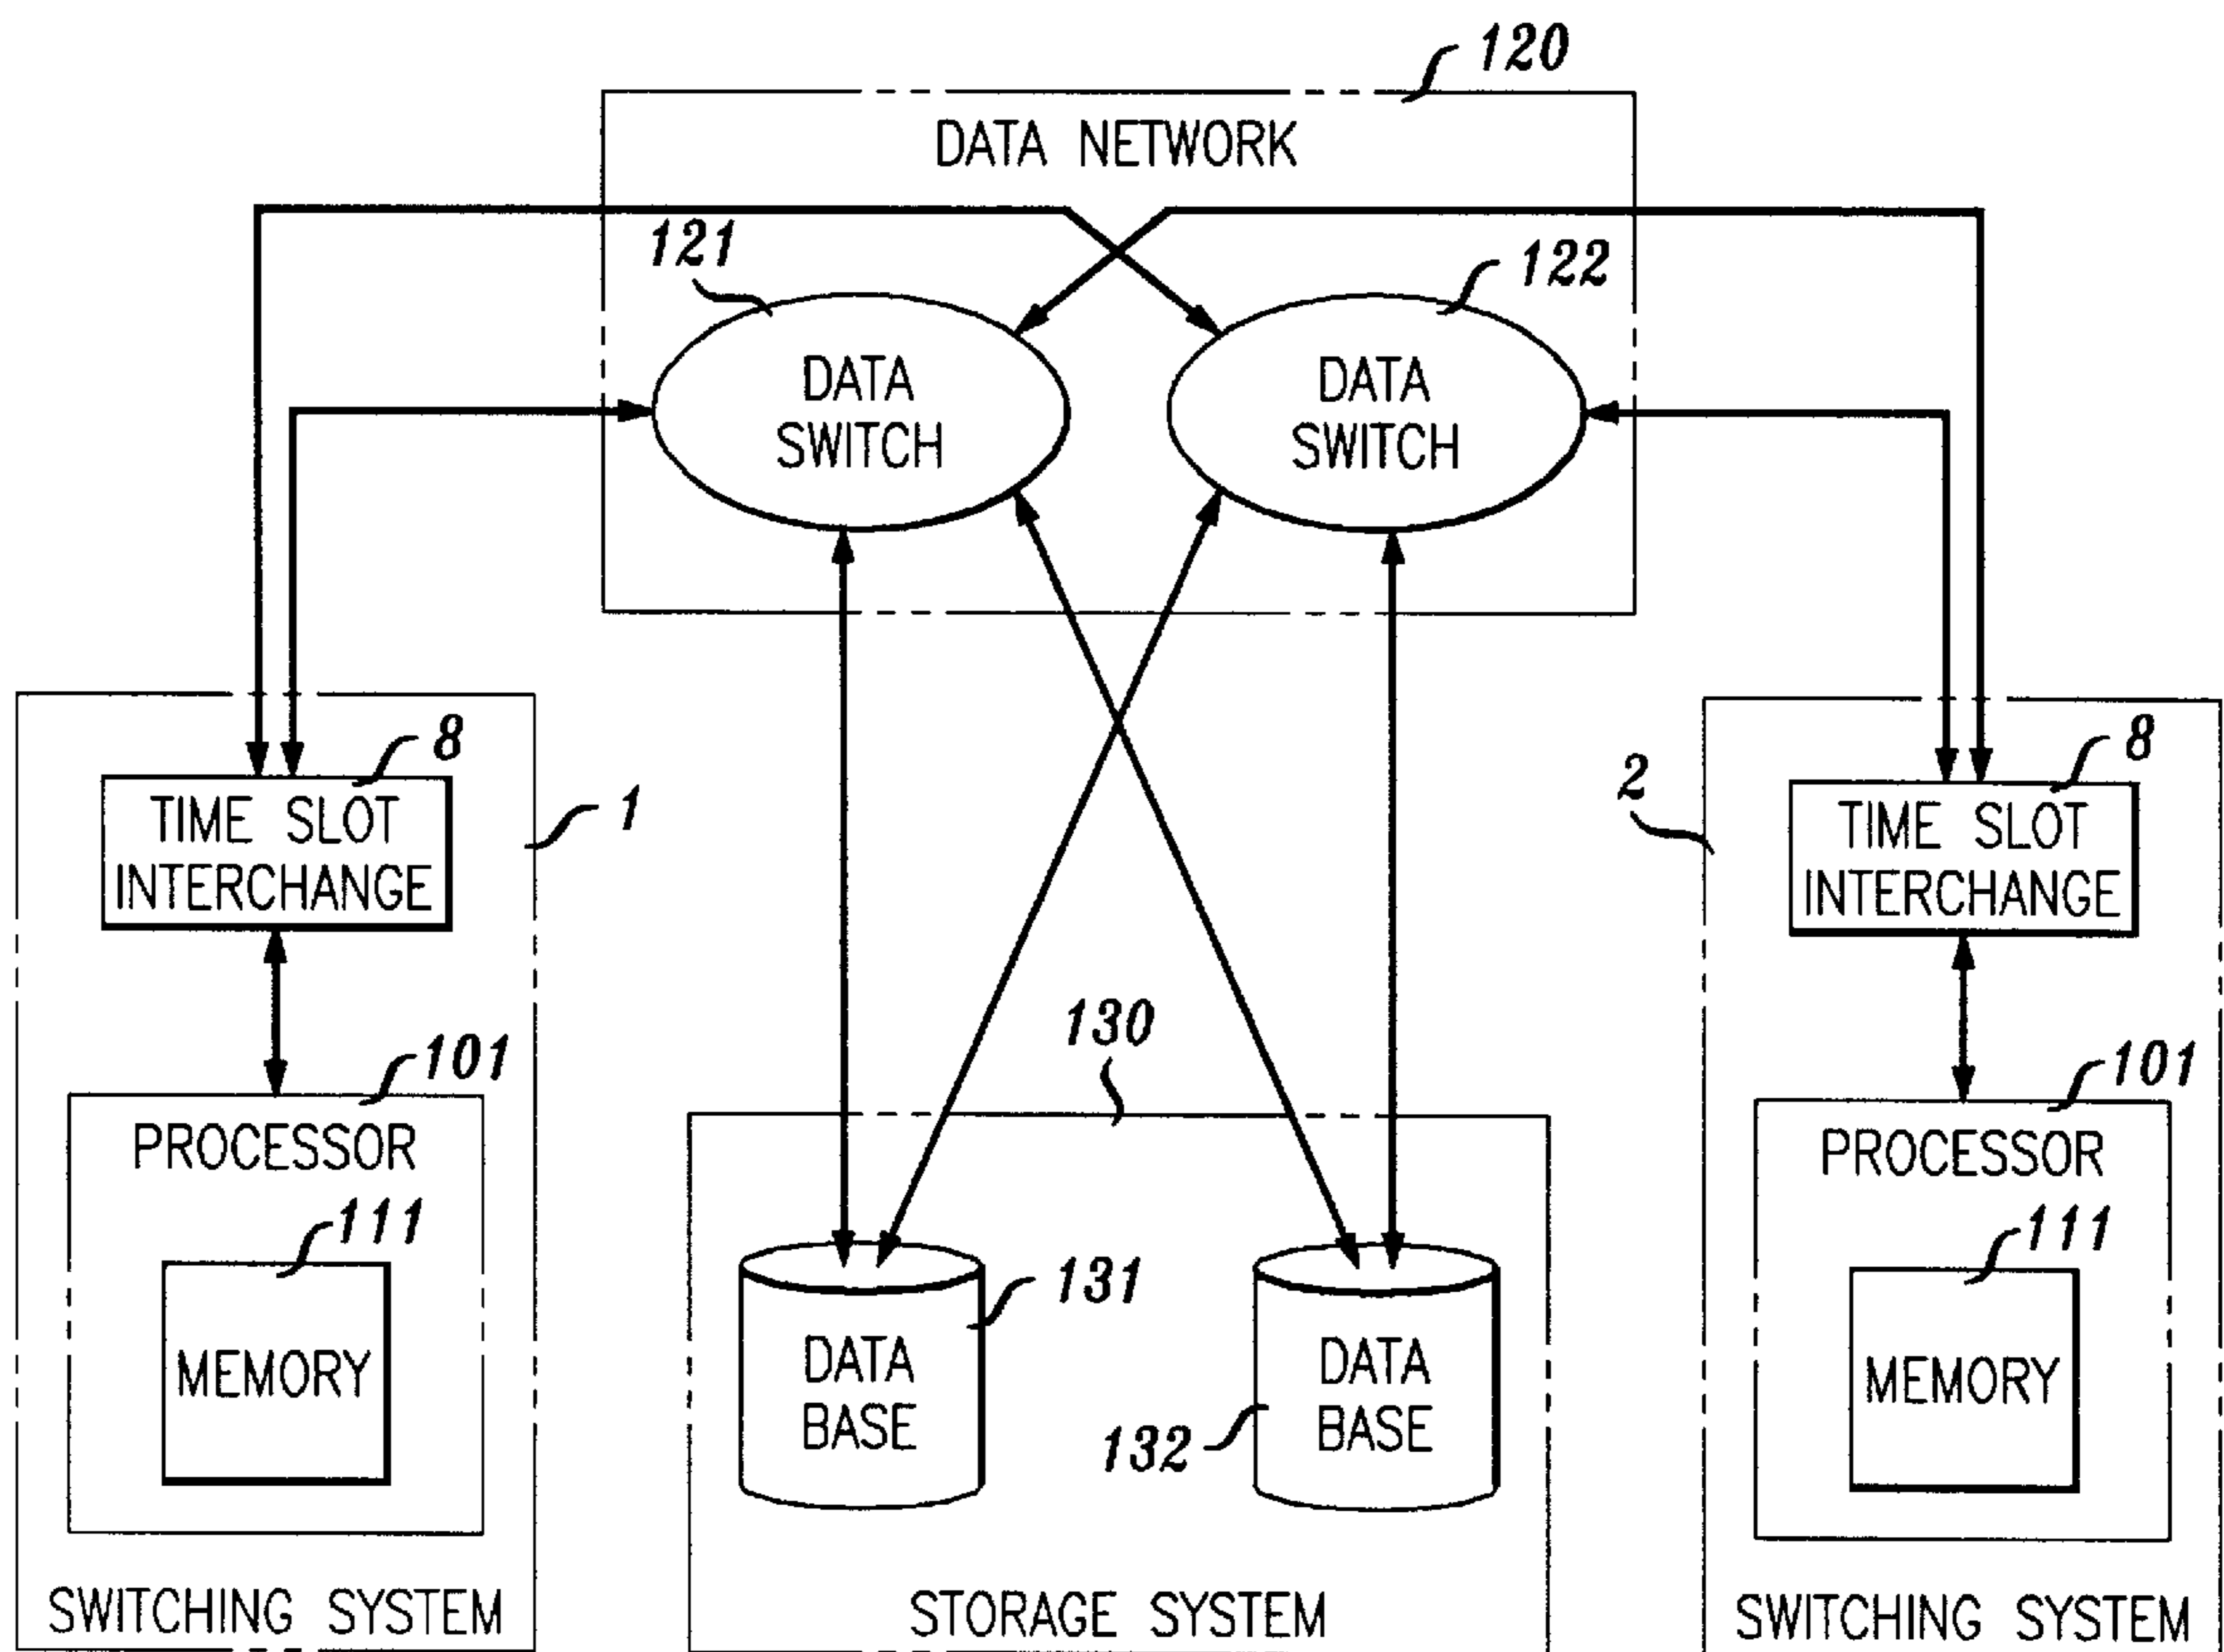 120
DATA NETWORK
121
122
DATA
SWITCH
DATA
SWITCH
8
TIME SLOT
INTERCHANGE
1
2
8
TIME SLOT
INTERCHANGE
101
PROCESSOR
111
MEMORY
SWITCHING SYSTEM
130
131
DATA
BASE
132
DATA
BASE
STORAGE SYSTEM
101
PROCESSOR
111
MEMORY
SWITCHING SYSTEM